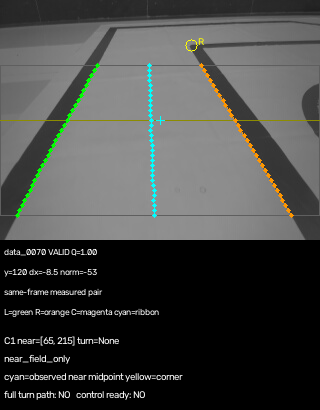 R
data_0070 VALID Q=1.00
y=120 dx=-8.5 norm=-53
same-frame measured pair
L=green R=orange C=magenta cyan=ribbon
C1 near=[65, 215] turn=None
near_field_only
cyan=observed near midpoint yellow=corner
full turn path: NO control ready: NO